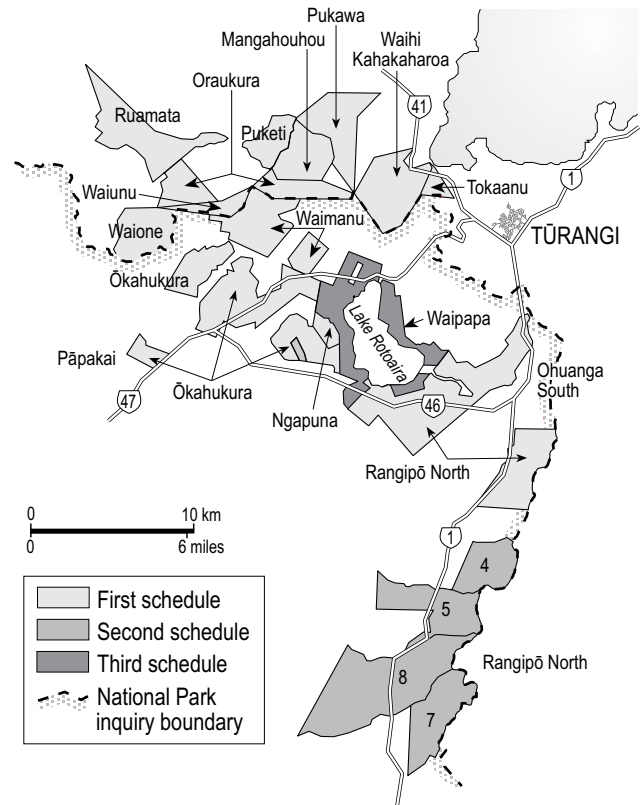 Pukawa
Mangahouhou
Waihi
Kahakaharoa
Oraukura
Ruamata
41
Puketi
1
Waiunu
Tokaanu
Waimanu
TŪRANGI
Waione
Ōkahukura
Lake Rotoaira
Waipapa
Pāpakai
Ōkahukura
Ohuanga
South
47
Ngapuna
46
Rangipō North
0 10 km
0 6 miles
1
4
First schedule
5
Second schedule
Third schedule
8
Rangipō North
National Park
inquiry boundary
7